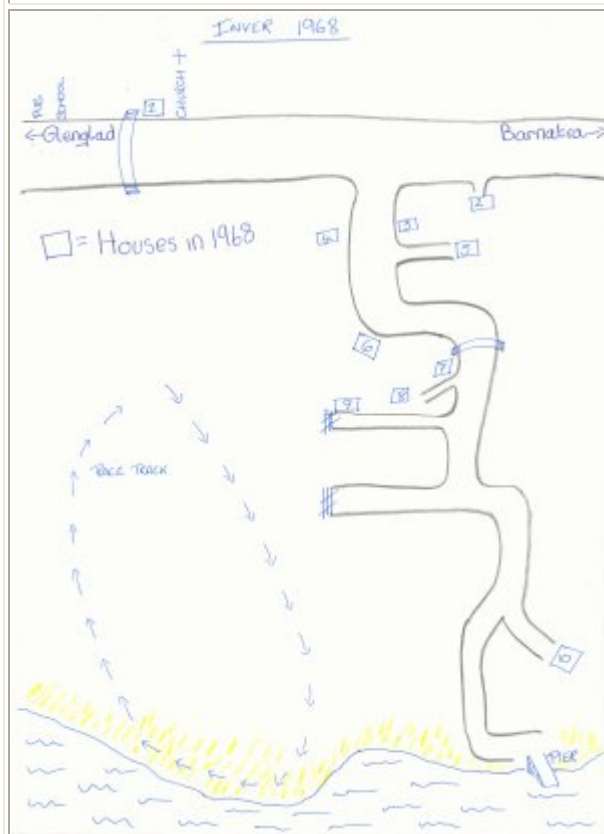 INVER 1968
PUB
SCHOOL
1
CHURCH +
← Glenglad
Barnatra →
2
3
4
5
□ = Houses in 1968
6
7
8
9
RACE TRACK
10
PIER